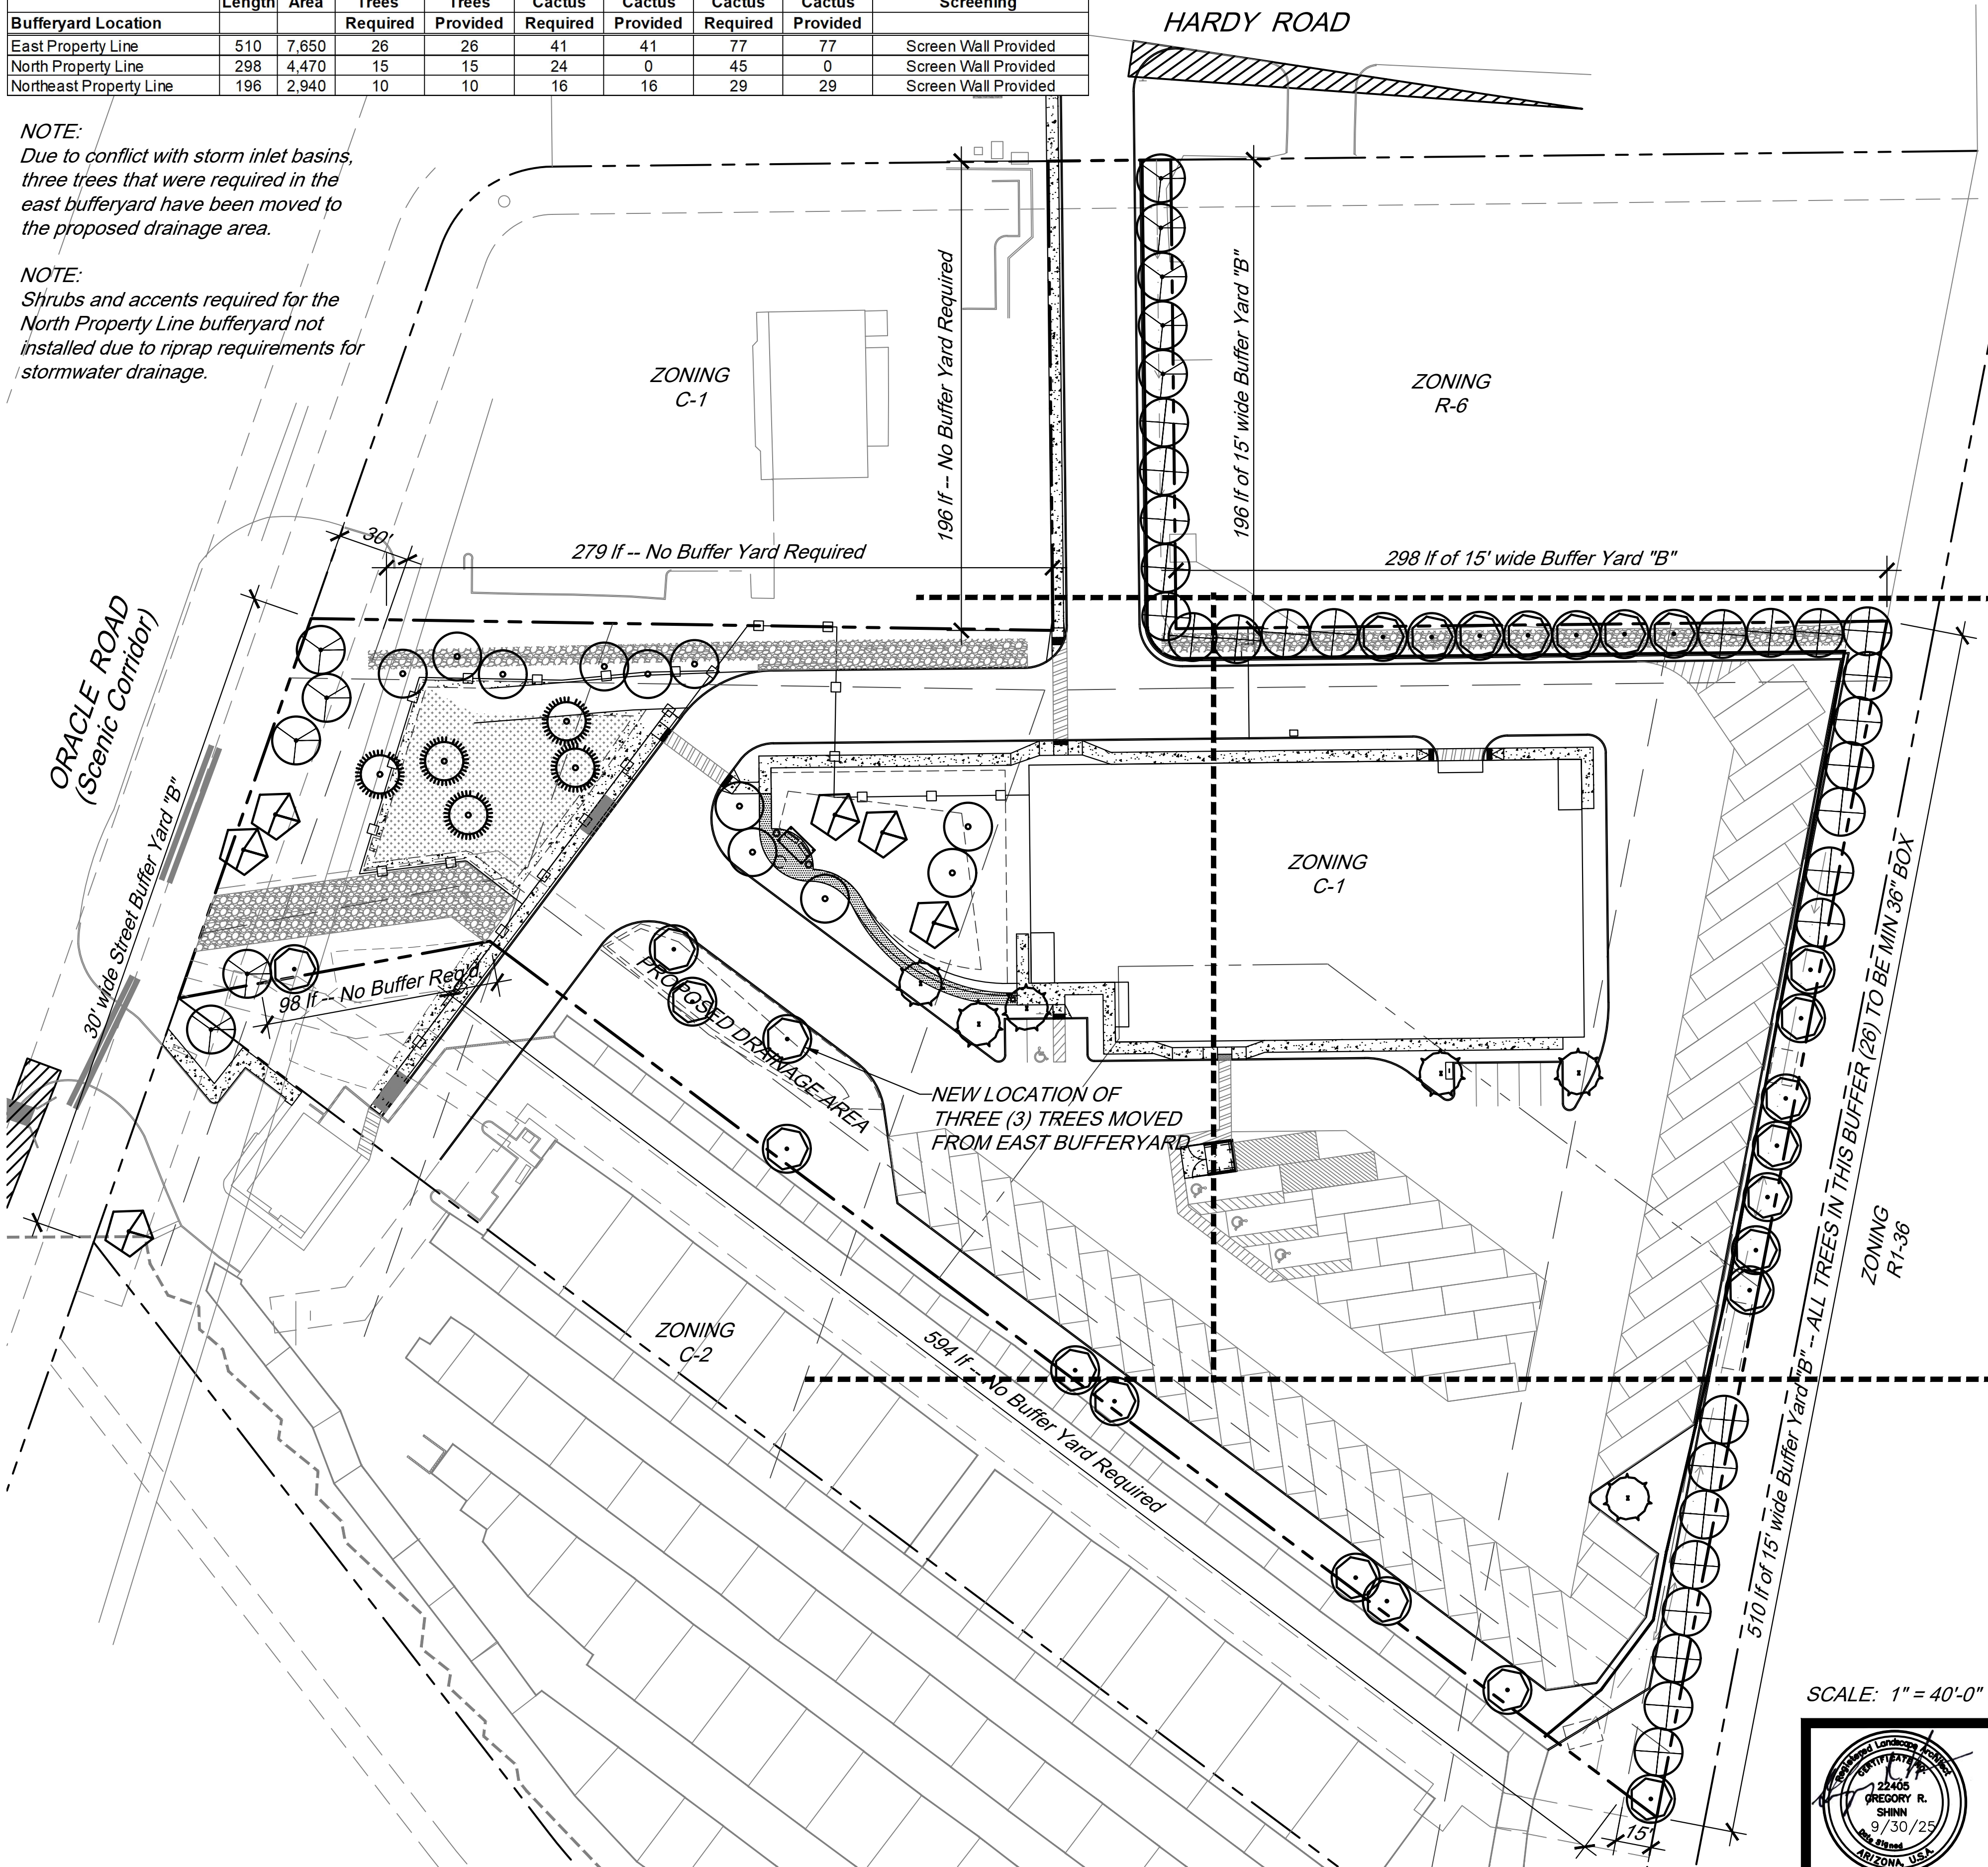 Length Area Trees Trees Cactus Cactus Cactus Cactus Screening
Bufferyard Location Required Provided Required Provided Required Provided
East Property Line 510 7,650 26 26 41 41 77 77 Screen Wall Provided
North Property Line 298 4,470 15 15 24 0 45 0 Screen Wall Provided
Northeast Property Line 196 2,940 10 10 16 16 29 29 Screen Wall Provided
HARDY ROAD
NOTE:
Due to conflict with storm inlet basins,
three trees that were required in the
east bufferyard have been moved to
the proposed drainage area.
NOTE:
Shrubs and accents required for the
North Property Line bufferyard not
installed due to riprap requirements for
stormwater drainage.
ZONING
C-1
196 lf -- No Buffer Yard Required
196 lf of 15' wide Buffer Yard "B"
ZONING
R-6
30'
279 lf -- No Buffer Yard Required
298 lf of 15' wide Buffer Yard "B"
ORACLE ROAD
(Scenic Corridor)
30' wide Street Buffer Yard "B"
ZONING
C-1
98 lf -- No Buffer Req'd.
PROPOSED DRAINAGE AREA
NEW LOCATION OF
THREE (3) TREES MOVED
FROM EAST BUFFERYARD
510 lf of 15' wide Buffer Yard "B" -- ALL TREES IN THIS BUFFER (26) TO BE MIN 36" BOX
ZONING
R1-36
ZONING
C-2
594 lf -- No Buffer Yard Required
15'
SCALE: 1" = 40'-0"
Registered Landscape Architect
CERTIFICATE NO.
22405
GREGORY R.
SHINN
9/30/25
Date Signed
ARIZONA, U.S.A.